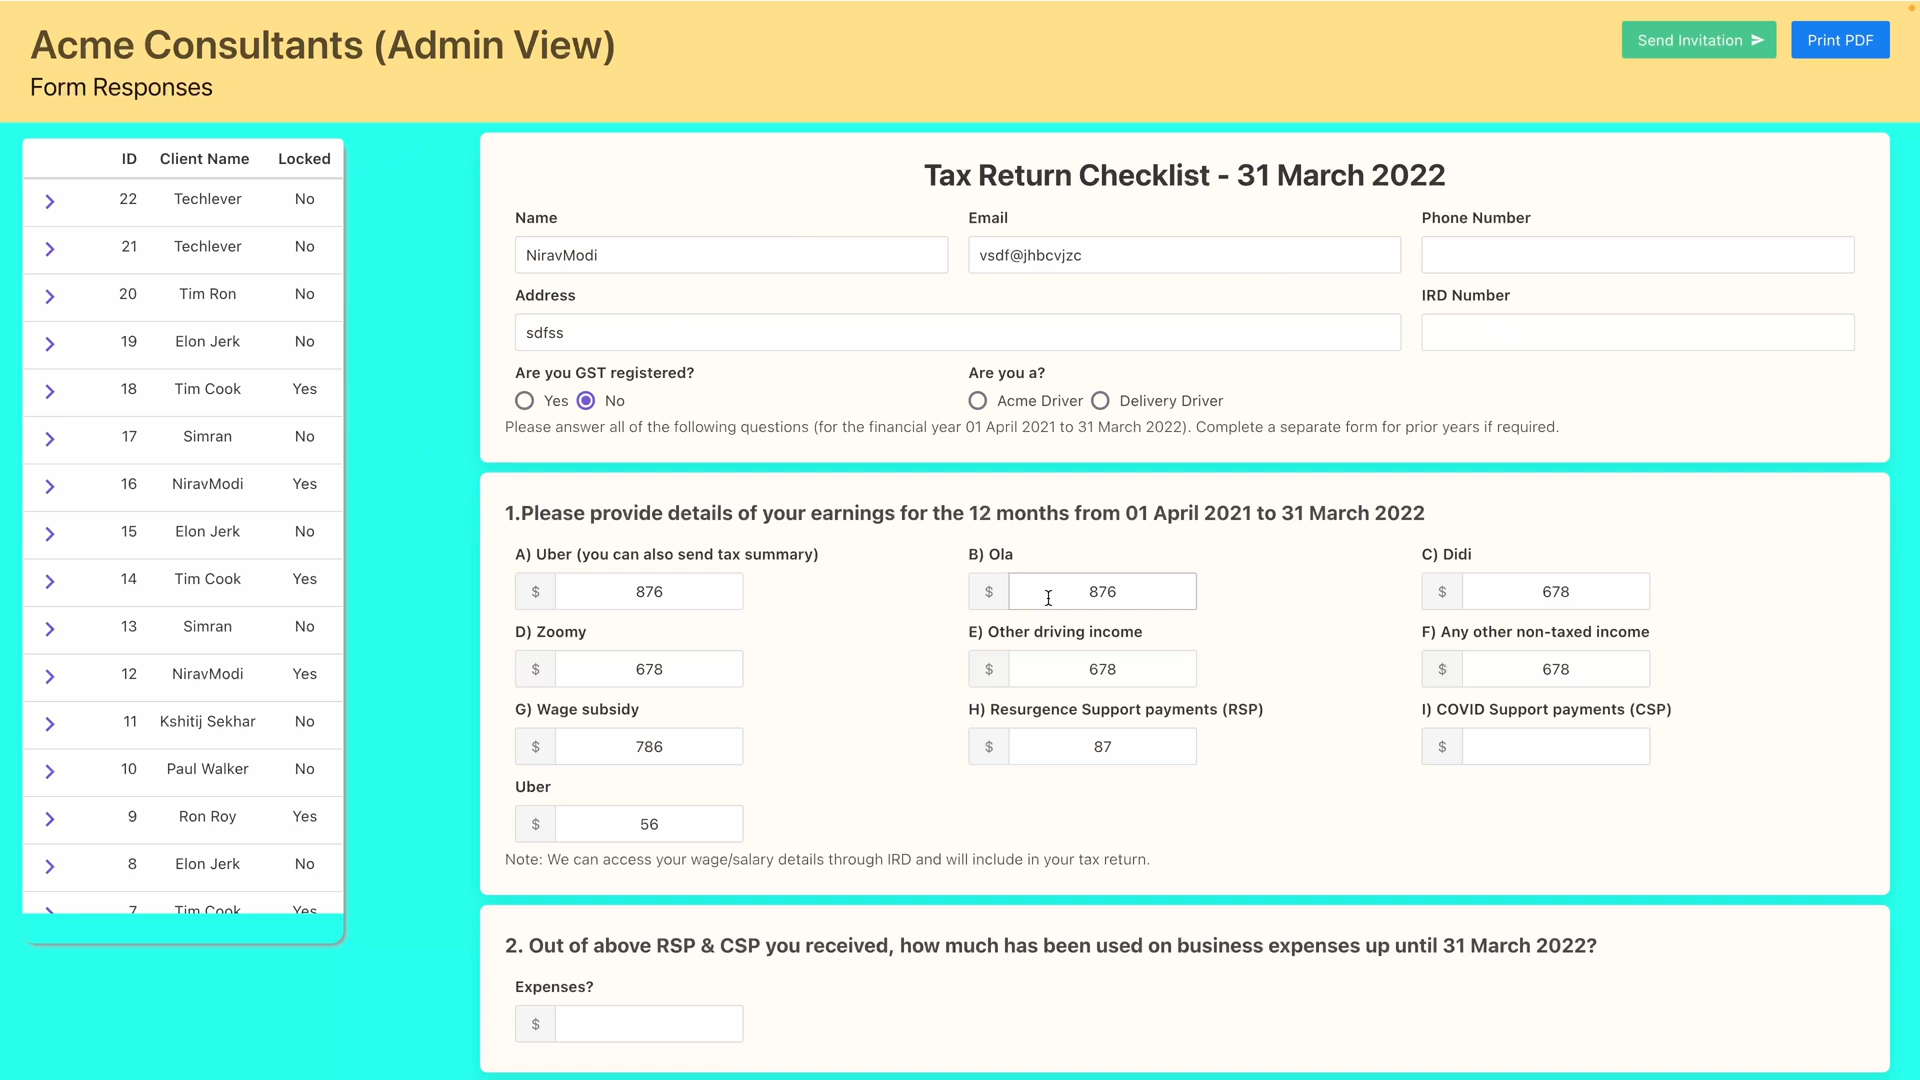 Acme Consultants (Admin View)
Form Responses
Send Invitation
Print PDF
ID Client Name Locked
22 Techlever No
21 Techlever No
20 Tim Ron No
19 Elon Jerk No
18 Tim Cook Yes
17 Simran No
16 NiravModi Yes
15 Elon Jerk No
14 Tim Cook Yes
13 Simran No
12 NiravModi Yes
11 Kshitij Sekhar No
10 Paul Walker No
9 Ron Roy Yes
8 Elon Jerk No
7 Tim Cook Yes
Tax Return Checklist - 31 March 2022
Name Email Phone Number
NiravModi vsdf@jhbcvjzc
Address IRD Number
sdfss
Are you GST registered? Are you a?
Yes No Acme Driver Delivery Driver
Please answer all of the following questions (for the financial year 01 April 2021 to 31 March 2022). Complete a separate form for prior years if required.
1.Please provide details of your earnings for the 12 months from 01 April 2021 to 31 March 2022
A) Uber (you can also send tax summary) B) Ola C) Didi
$ 876 $ 876 $ 678
D) Zoomy E) Other driving income F) Any other non-taxed income
$ 678 $ 678 $ 678
G) Wage subsidy H) Resurgence Support payments (RSP) I) COVID Support payments (CSP)
$ 786 $ 87 $
Uber
$ 56
Note: We can access your wage/salary details through IRD and will include in your tax return.
2. Out of above RSP & CSP you received, how much has been used on business expenses up until 31 March 2022?
Expenses?
$